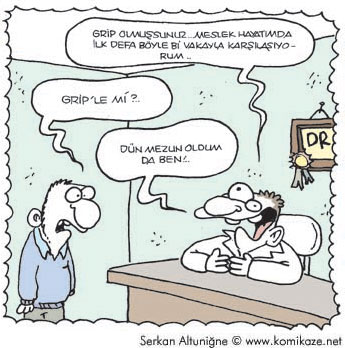 GRİP OLMUŞSUNUZ...MESLEK HAYATIMDA
İLK DEFA BÖYLE Bİ VAKAYLA KARŞILAŞIYO-
RUM..
GRİP'LE Mİ?..
DÜN MEZUN OLDUM
DA BEN!..
DR
Serkan Altuniğne © www.komikaze.net